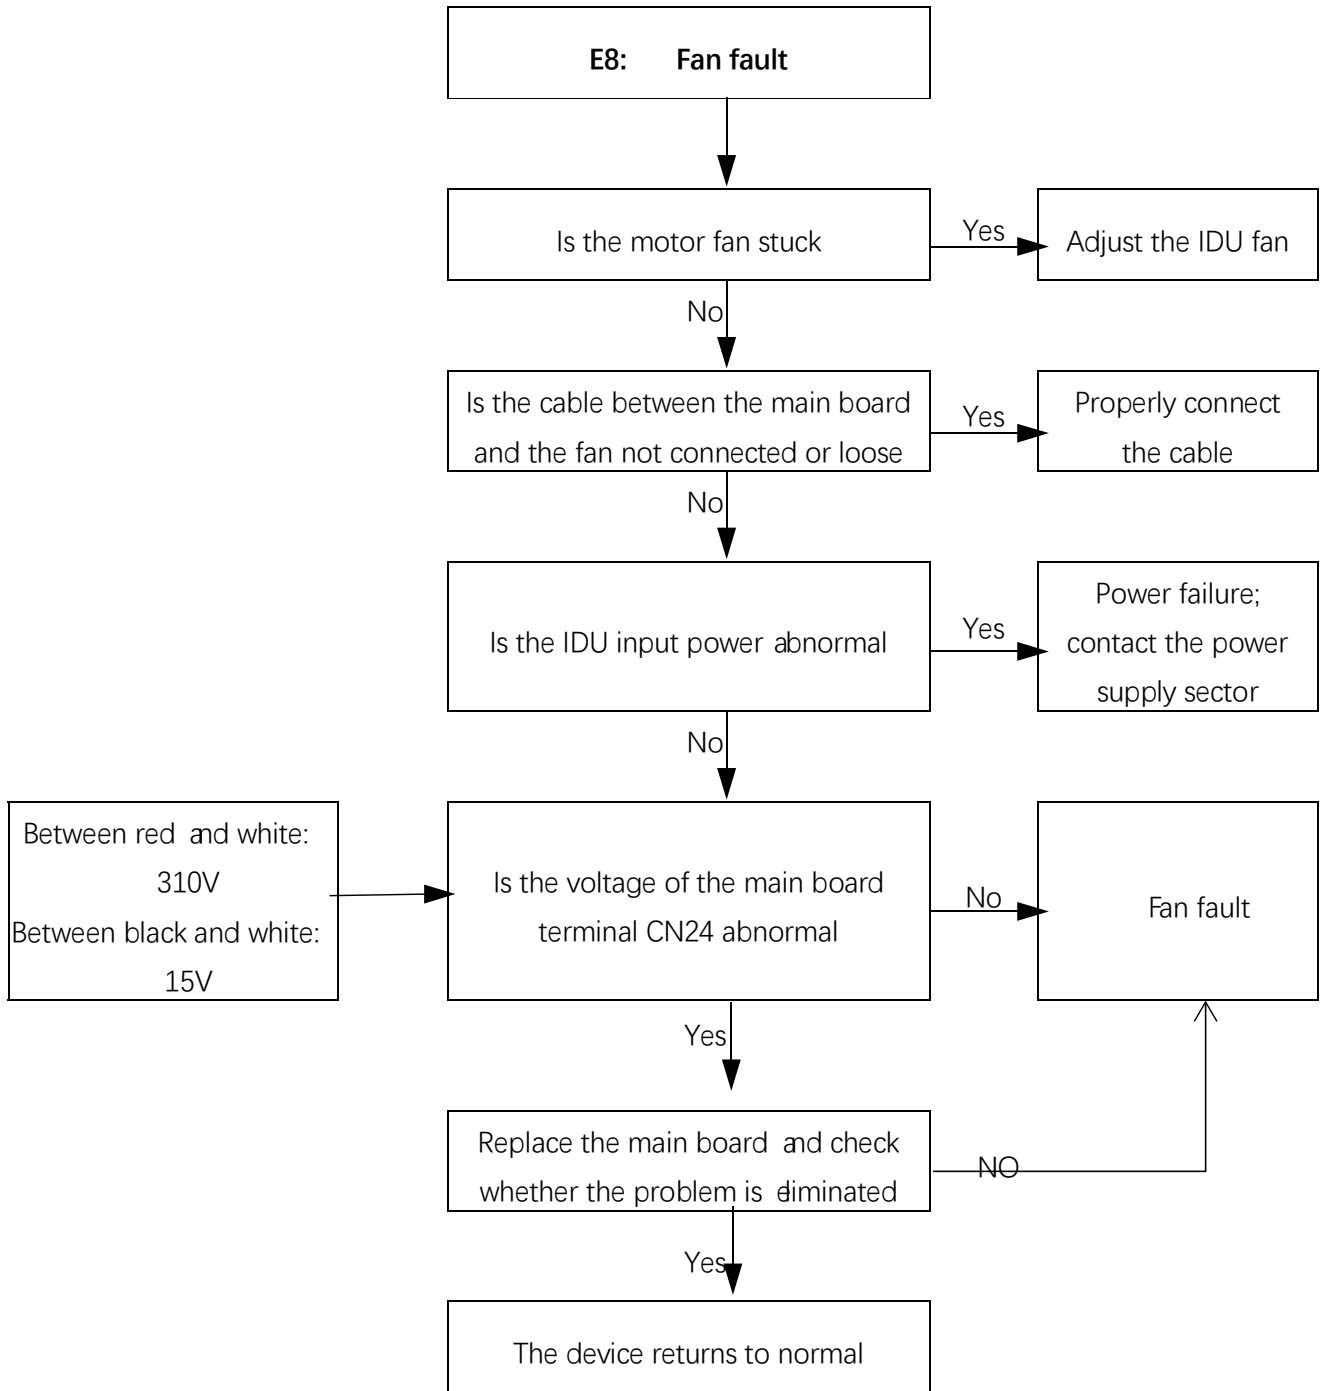 E8: Fan fault
Is the motor fan stuck
Yes
Adjust the IDU fan
No
Is the cable between the main board
and the fan not connected or loose
Yes
Properly connect
the cable
No
Is the IDU input power abnormal
Yes
Power failure;
contact the power
supply sector
No
Between red and white:
310V
Between black and white:
15V
Is the voltage of the main board
terminal CN24 abnormal
No
Fan fault
Yes
Replace the main board and check
whether the problem is eliminated
NO
Yes
The device returns to normal